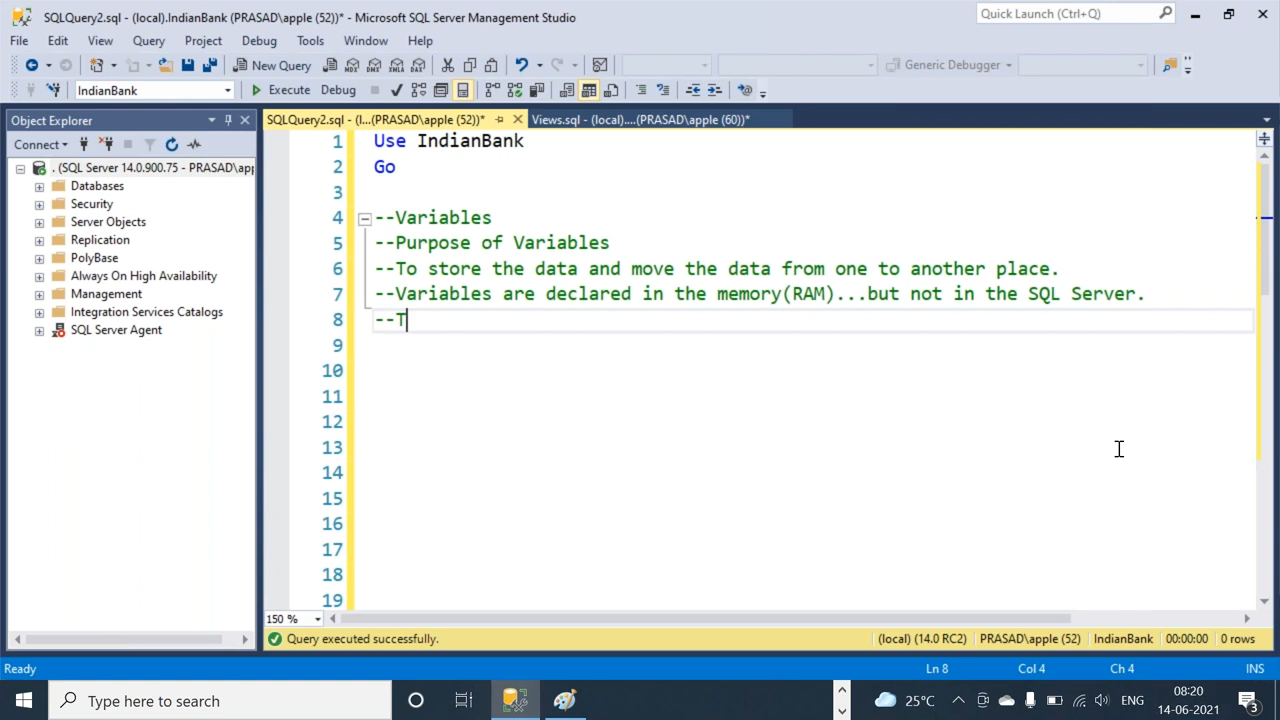 SQLQuery2.sql - (local).IndianBank (PRASAD\apple (52))* - Microsoft SQL Server Management Studio
Quick Launch (Ctrl+Q)
File Edit View Query Project Debug Tools Window Help
New Query
Generic Debugger
IndianBank
Execute Debug
Object Explorer
SQLQuery2.sql - (l...(PRASAD\apple (52))*
Views.sql - (local)....(PRASAD\apple (60))*
Connect
. (SQL Server 14.0.900.75 - PRASAD\app
Databases
Security
Server Objects
Replication
PolyBase
Always On High Availability
Management
Integration Services Catalogs
SQL Server Agent
1 Use IndianBank
2 Go
3
4 --Variables
5 --Purpose of Variables
6 --To store the data and move the data from one to another place.
7 --Variables are declared in the memory(RAM)...but not in the SQL Server.
8 --T
9
10
11
12
13
14
15
16
17
18
19
150 %
Query executed successfully.
(local) (14.0 RC2) PRASAD\apple (52) IndianBank 00:00:00 0 rows
Ready
Ln 8 Col 4 Ch 4 INS
Type here to search
25°C
ENG
08:20
14-06-2021
3